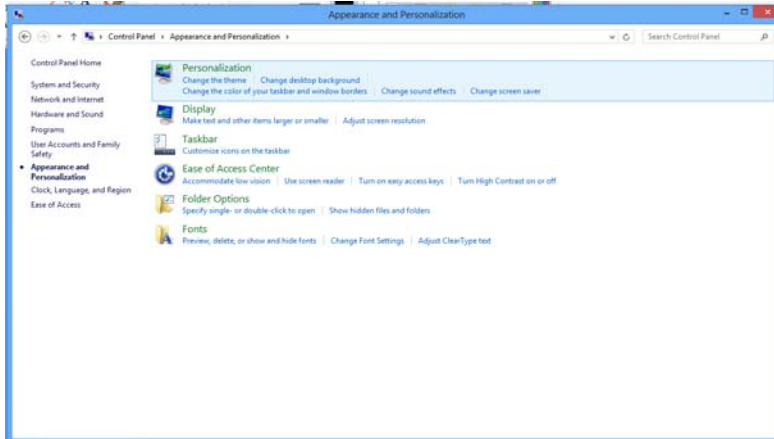 Appearance and Personalization
Control Panel Appearance and Personalization
Search Control Panel
Control Panel Home
System and Security
Network and Internet
Hardware and Sound
Programs
User Accounts and Family
Safety
Appearance and
Personalization
Clock, Language, and Region
Ease of Access
Personalization
Change the theme Change desktop background
Change the color of your taskbar and window borders Change sound effects Change screen saver
Display
Make text and other items larger or smaller Adjust screen resolution
Taskbar
Customize icons on the taskbar
Ease of Access Center
Accommodate low vision Use screen reader Turn on easy access keys Turn High Contrast on or off
Folder Options
Specify single- or double-click to open Show hidden files and folders
Fonts
Preview, delete, or show and hide fonts Change Font Settings Adjust ClearType text